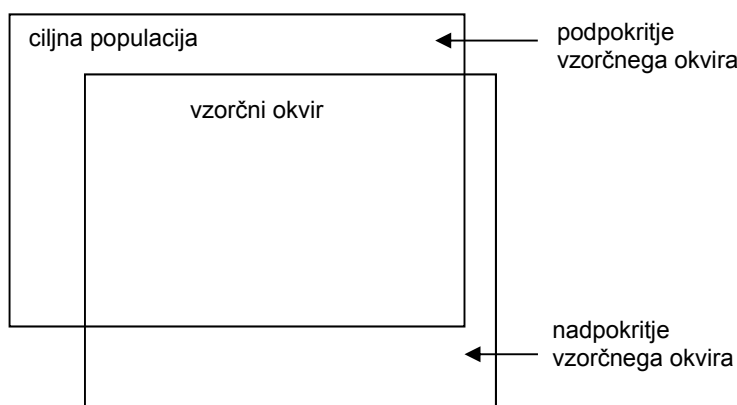 ciljna populacija
podpokritje
vzorčnega okvira
vzorčni okvir
nadpokritje
vzorčnega okvira